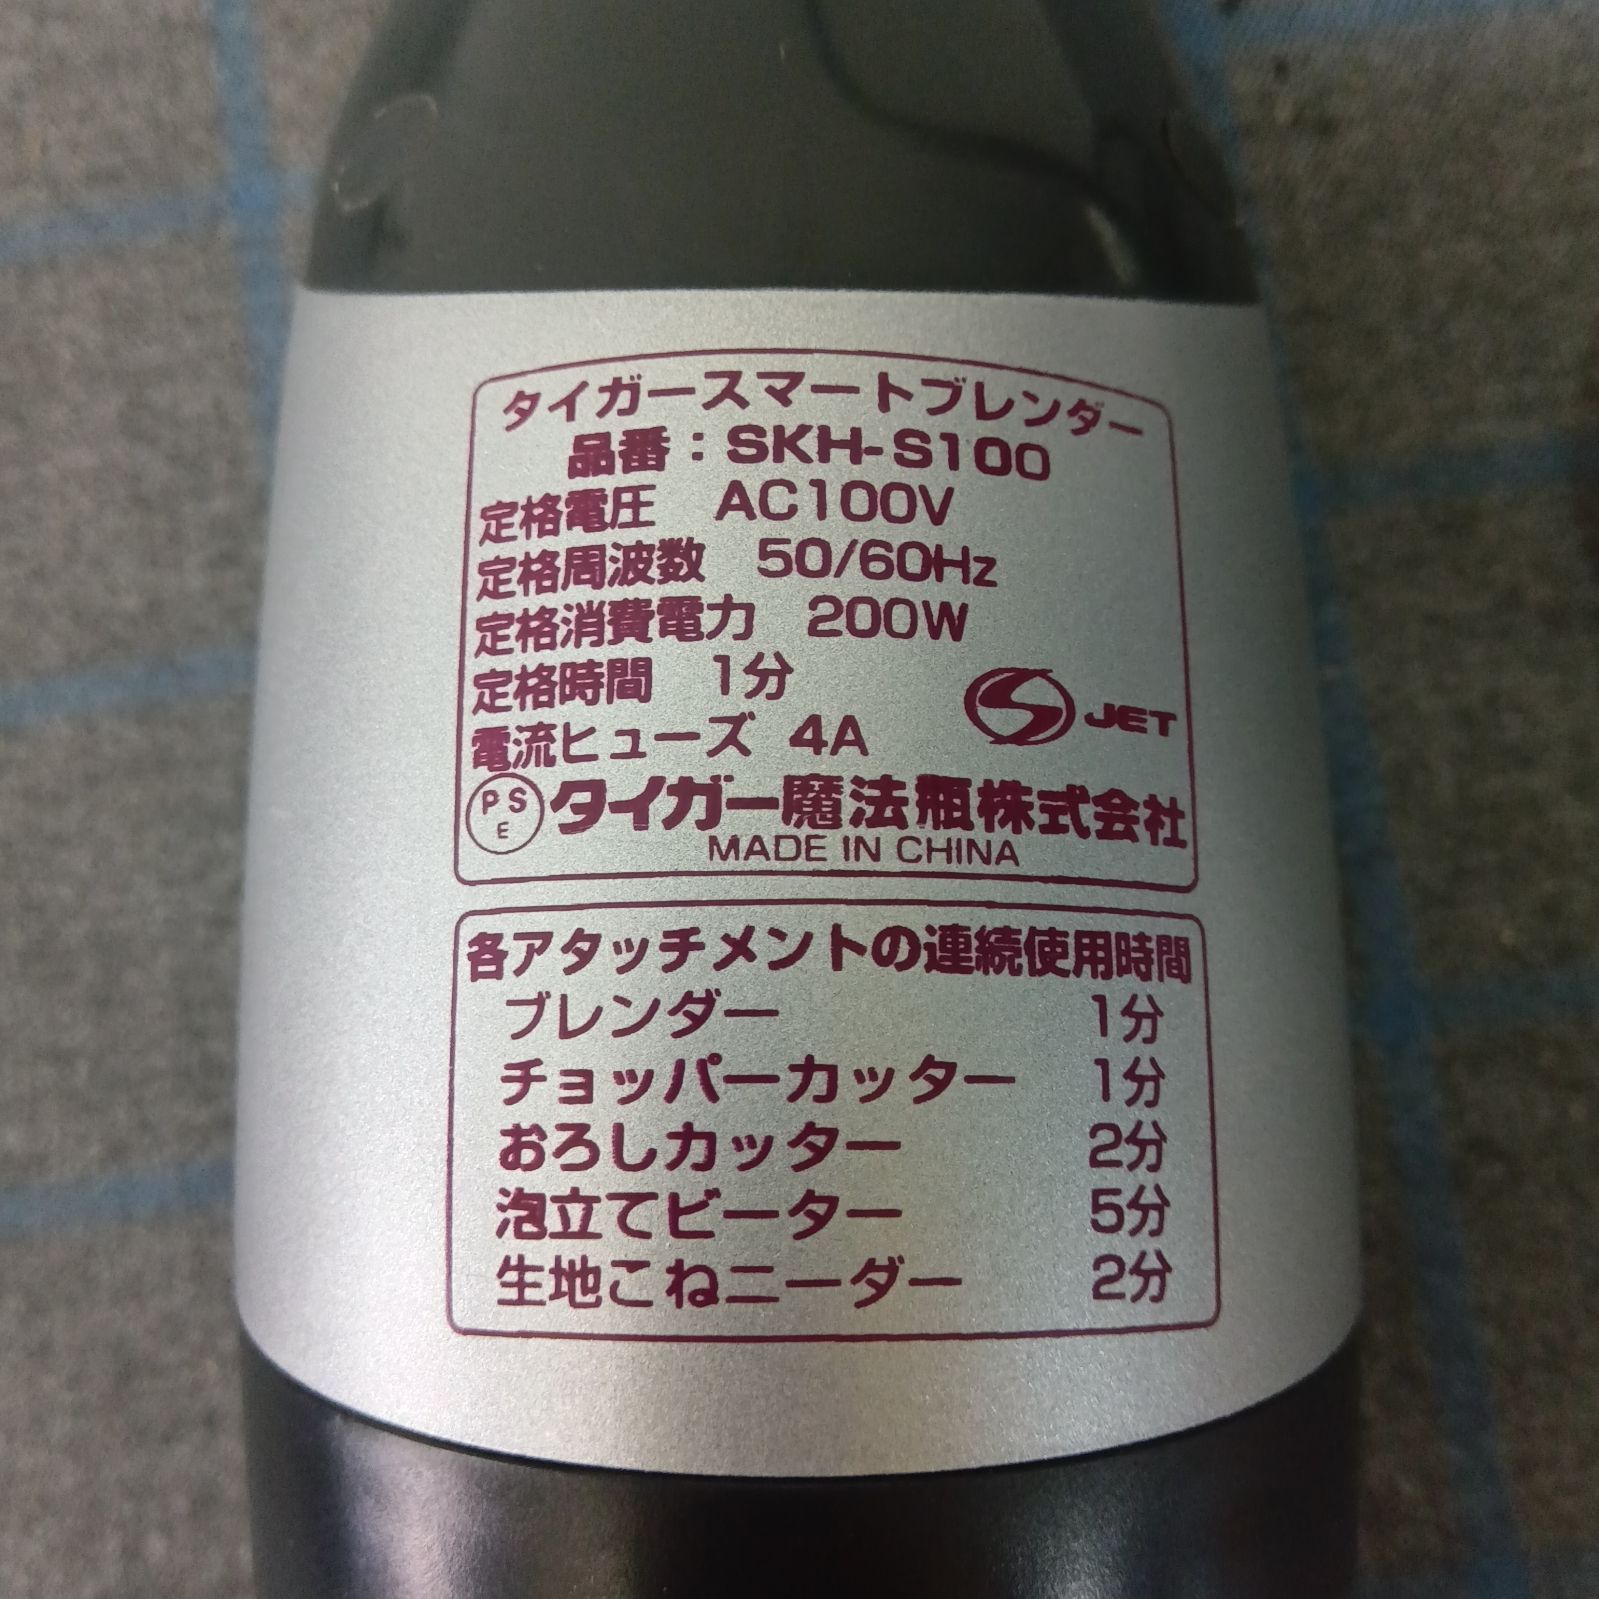 タイガースマートブレンダー
品番：SKH-S100
定格電圧　AC100V
定格周波数　50/60Hz
定格消費電力　200W
定格時間　1分
電流ヒューズ　4A
S JET
PSE タイガー魔法瓶株式会社
MADE IN CHINA
各アタッチメントの連続使用時間
ブレンダー　1分
チョッパーカッター　1分
おろしカッター　2分
泡立てビーター　5分
生地こねニーダー　2分